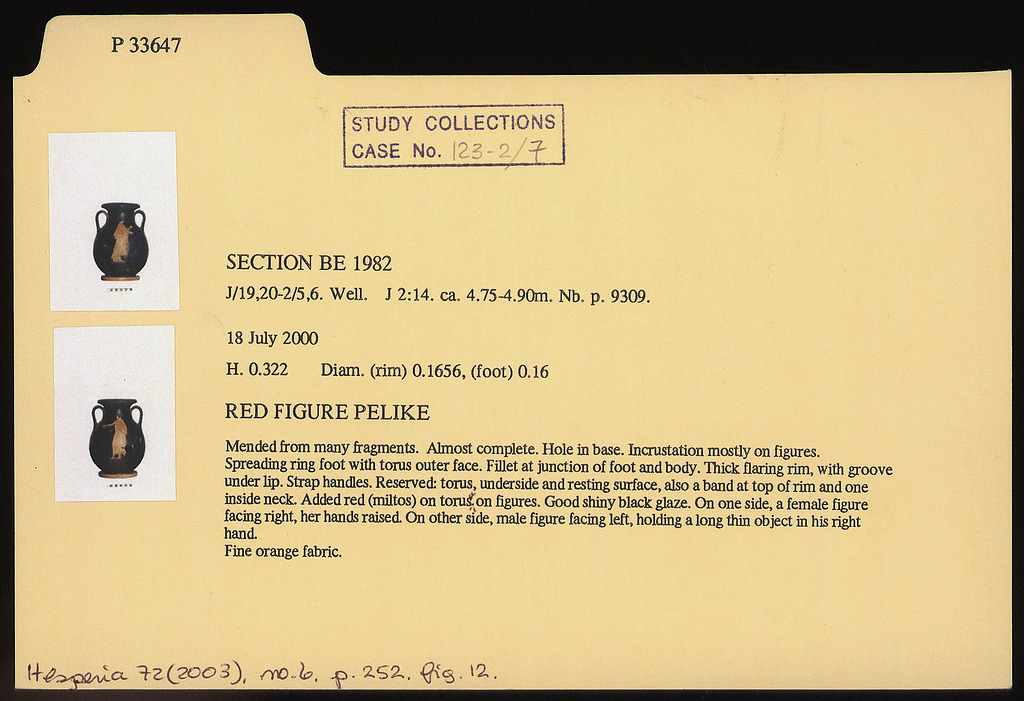 P 33647
STUDY COLLECTIONS
CASE No. 123-2/7
SECTION BE 1982
J/19,20-2/5,6. Well. J 2:14. ca. 4.75-4.90m. Nb. p. 9309.
18 July 2000
H. 0.322 Diam. (rim) 0.1656, (foot) 0.16
RED FIGURE PELIKE
Mended from many fragments. Almost complete. Hole in base. Incrustation mostly on figures.
Spreading ring foot with torus outer face. Fillet at junction of foot and body. Thick flaring rim, with groove
under lip. Strap handles. Reserved: torus, underside and resting surface, also a band at top of rim and one
inside neck. Added red (miltos) on torus, on figures. Good shiny black glaze. On one side, a female figure
facing right, her hands raised. On other side, male figure facing left, holding a long thin object in his right
hand.
Fine orange fabric.
Hesperia 72 (2003), no. 6, p. 252. fig. 12.